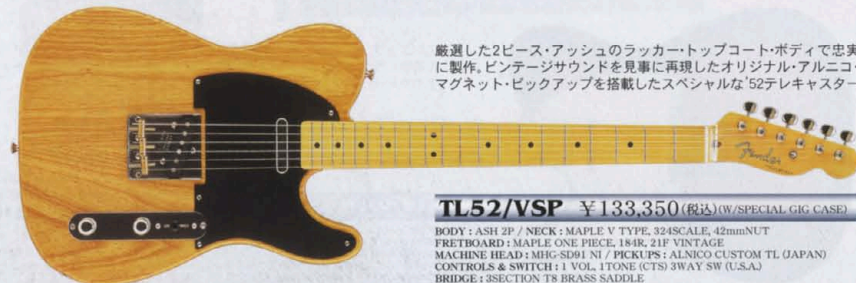 厳選した2ピース・アッシュのラッカー・トップコート・ボディで忠実
に製作。ビンテージサウンドを見事に再現したオリジナル・アルニコ・
マグネット・ピックアップを搭載したスペシャルな'52テレキャスター
Fender
TL52/VSP ¥133,350(税込)(W/SPECIAL GIG CASE)
BODY : ASH 2P / NECK : MAPLE V TYPE, 324SCALE, 42mmNUT
FRETBOARD : MAPLE ONE PIECE, 184R, 21F VINTAGE
MACHINE HEAD : MHG-SD91 NI / PICKUPS : ALNICO CUSTOM TL (JAPAN)
CONTROLS & SWITCH : 1 VOL, 1TONE (CTS) 3WAY SW (U.S.A.)
BRIDGE : 3SECTION T8 BRASS SADDLE